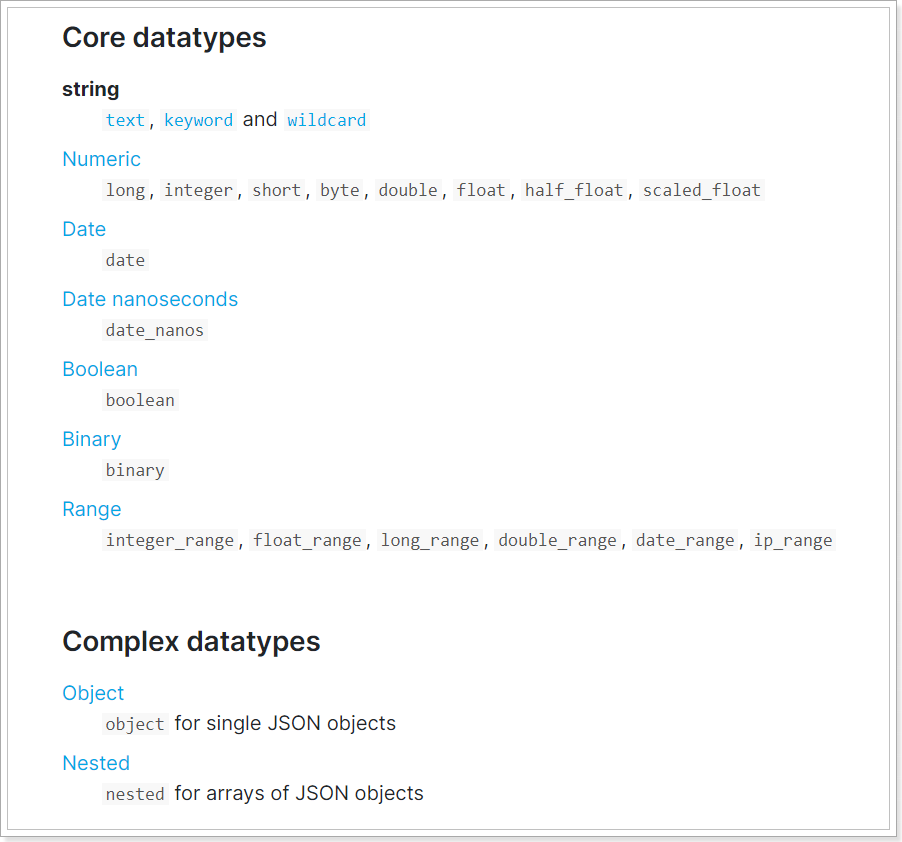 Core datatypes
string
text, keyword and wildcard
Numeric
long, integer, short, byte, double, float, half_float, scaled_float
Date
date
Date nanoseconds
date_nanos
Boolean
boolean
Binary
binary
Range
integer_range, float_range, long_range, double_range, date_range, ip_range
Complex datatypes
Object
object for single JSON objects
Nested
nested for arrays of JSON objects